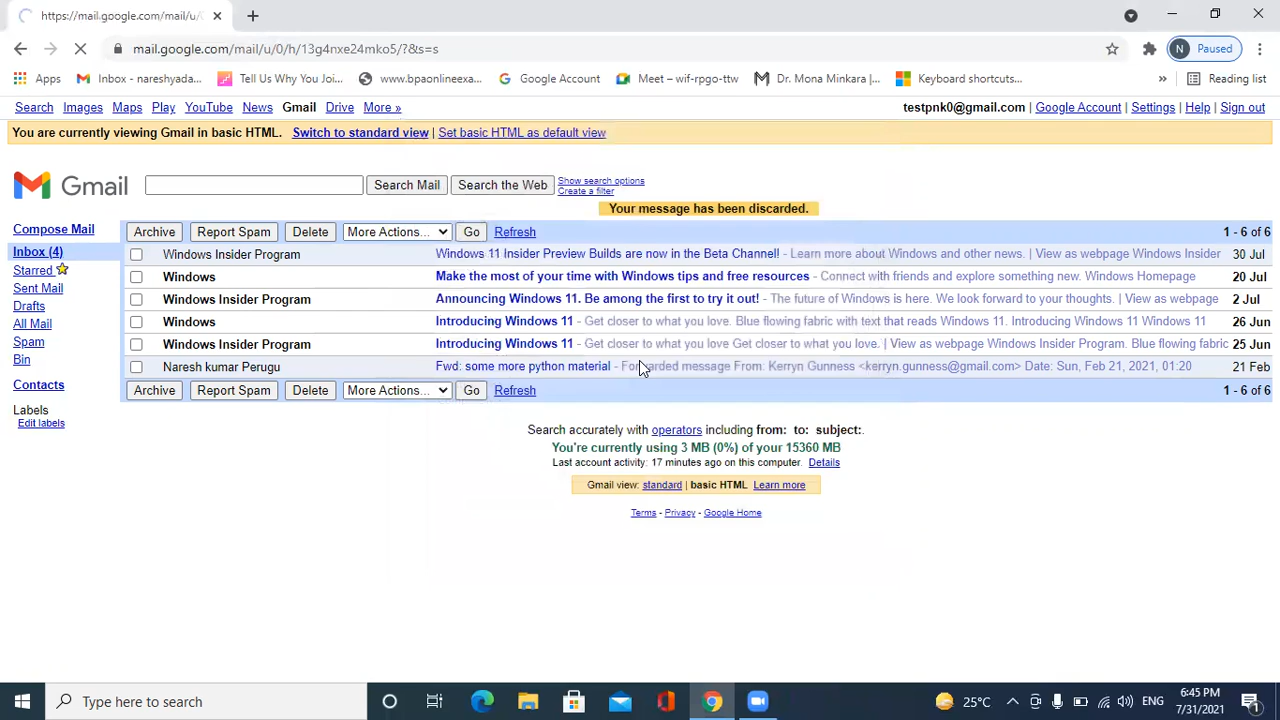 https://mail.google.com/mail/u/
mail.google.com/mail/u/0/h/13g4nxe24mko5/?&s=s
N Paused
Apps Inbox - nareshyada... Tell Us Why You Joi... www.bpaonlineexa... Google Account Meet – wif-rpgo-ttw Dr. Mona Minkara |... Keyboard shortcuts... » Reading list
Search Images Maps Play YouTube News Gmail Drive More » testpnk0@gmail.com | Google Account | Settings | Help | Sign out
You are currently viewing Gmail in basic HTML. Switch to standard view | Set basic HTML as default view
Gmail Search Mail Search the Web Show search options
Create a filter
Your message has been discarded.
Compose Mail
Inbox (4)
Starred
Sent Mail
Drafts
All Mail
Spam
Bin
Contacts
Labels
Edit labels
Archive Report Spam Delete More Actions... Go Refresh 1 - 6 of 6
Windows Insider Program Windows 11 Insider Preview Builds are now in the Beta Channel! - Learn more about Windows and other news. | View as webpage Windows Insider 30 Jul
Windows Make the most of your time with Windows tips and free resources - Connect with friends and explore something new. Windows Homepage 20 Jul
Windows Insider Program Announcing Windows 11. Be among the first to try it out! - The future of Windows is here. We look forward to your thoughts. | View as webpage 2 Jul
Windows Introducing Windows 11 - Get closer to what you love. Blue flowing fabric with text that reads Windows 11. Introducing Windows 11 Windows 11 26 Jun
Windows Insider Program Introducing Windows 11 - Get closer to what you love Get closer to what you love. | View as webpage Windows Insider Program. Blue flowing fabric 25 Jun
Naresh kumar Perugu Fwd: some more python material - Forwarded message From: Kerryn Gunness <kerryn.gunness@gmail.com> Date: Sun, Feb 21, 2021, 01:20 21 Feb
Archive Report Spam Delete More Actions... Go Refresh 1 - 6 of 6
Search accurately with operators including from: to: subject:.
You're currently using 3 MB (0%) of your 15360 MB
Last account activity: 17 minutes ago on this computer. Details
Gmail view: standard | basic HTML Learn more
Terms - Privacy - Google Home
Type here to search 25°C ENG 6:45 PM
7/31/2021
1